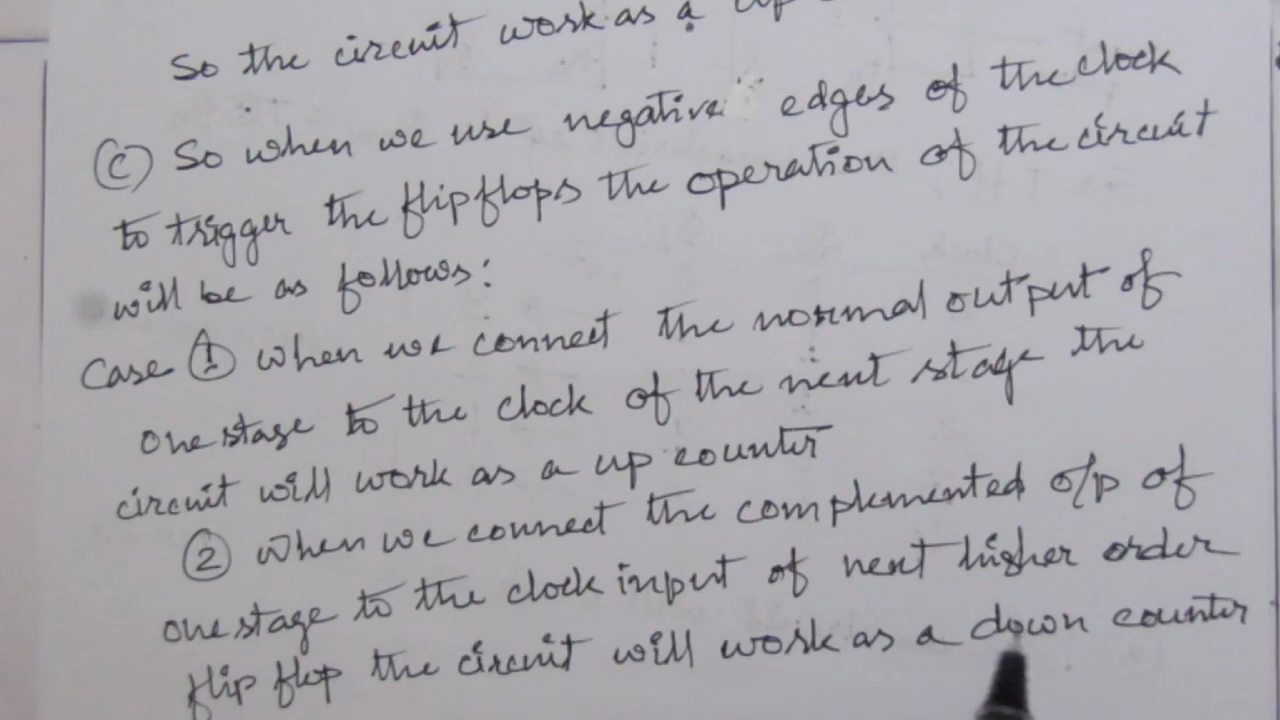 So the circuit work as a up
(C) So when we use negative edges of the clock
to trigger the flipflops the operation of the circuit
will be as follows:
Case ① when we connect the normal output of
one stage to the clock of the next stage the
circuit will work as a up counter
② when we connect the complemented o/p of
one stage to the clock input of next higher order
flip flop the circuit will work as a down counter